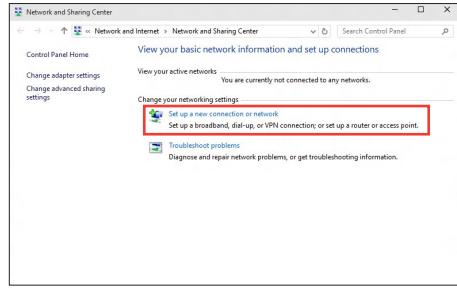 Network and Sharing Center
« Network and Internet > Network and Sharing Center
Search Control Panel
Control Panel Home
Change adapter settings
Change advanced sharing
settings
View your basic network information and set up connections
View your active networks
You are currently not connected to any networks.
Change your networking settings
Set up a new connection or network
Set up a broadband, dial-up, or VPN connection; or set up a router or access point.
Troubleshoot problems
Diagnose and repair network problems, or get troubleshooting information.